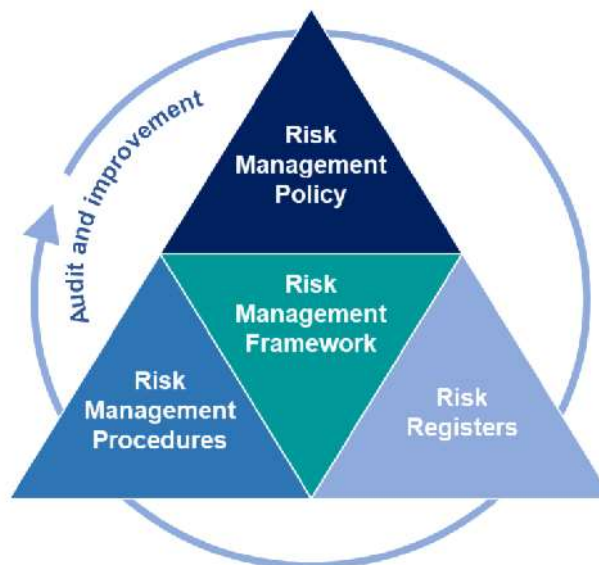 Audit and improvement
Risk
Management
Policy
Risk
Management
Framework
Risk
Management
Procedures
Risk
Registers